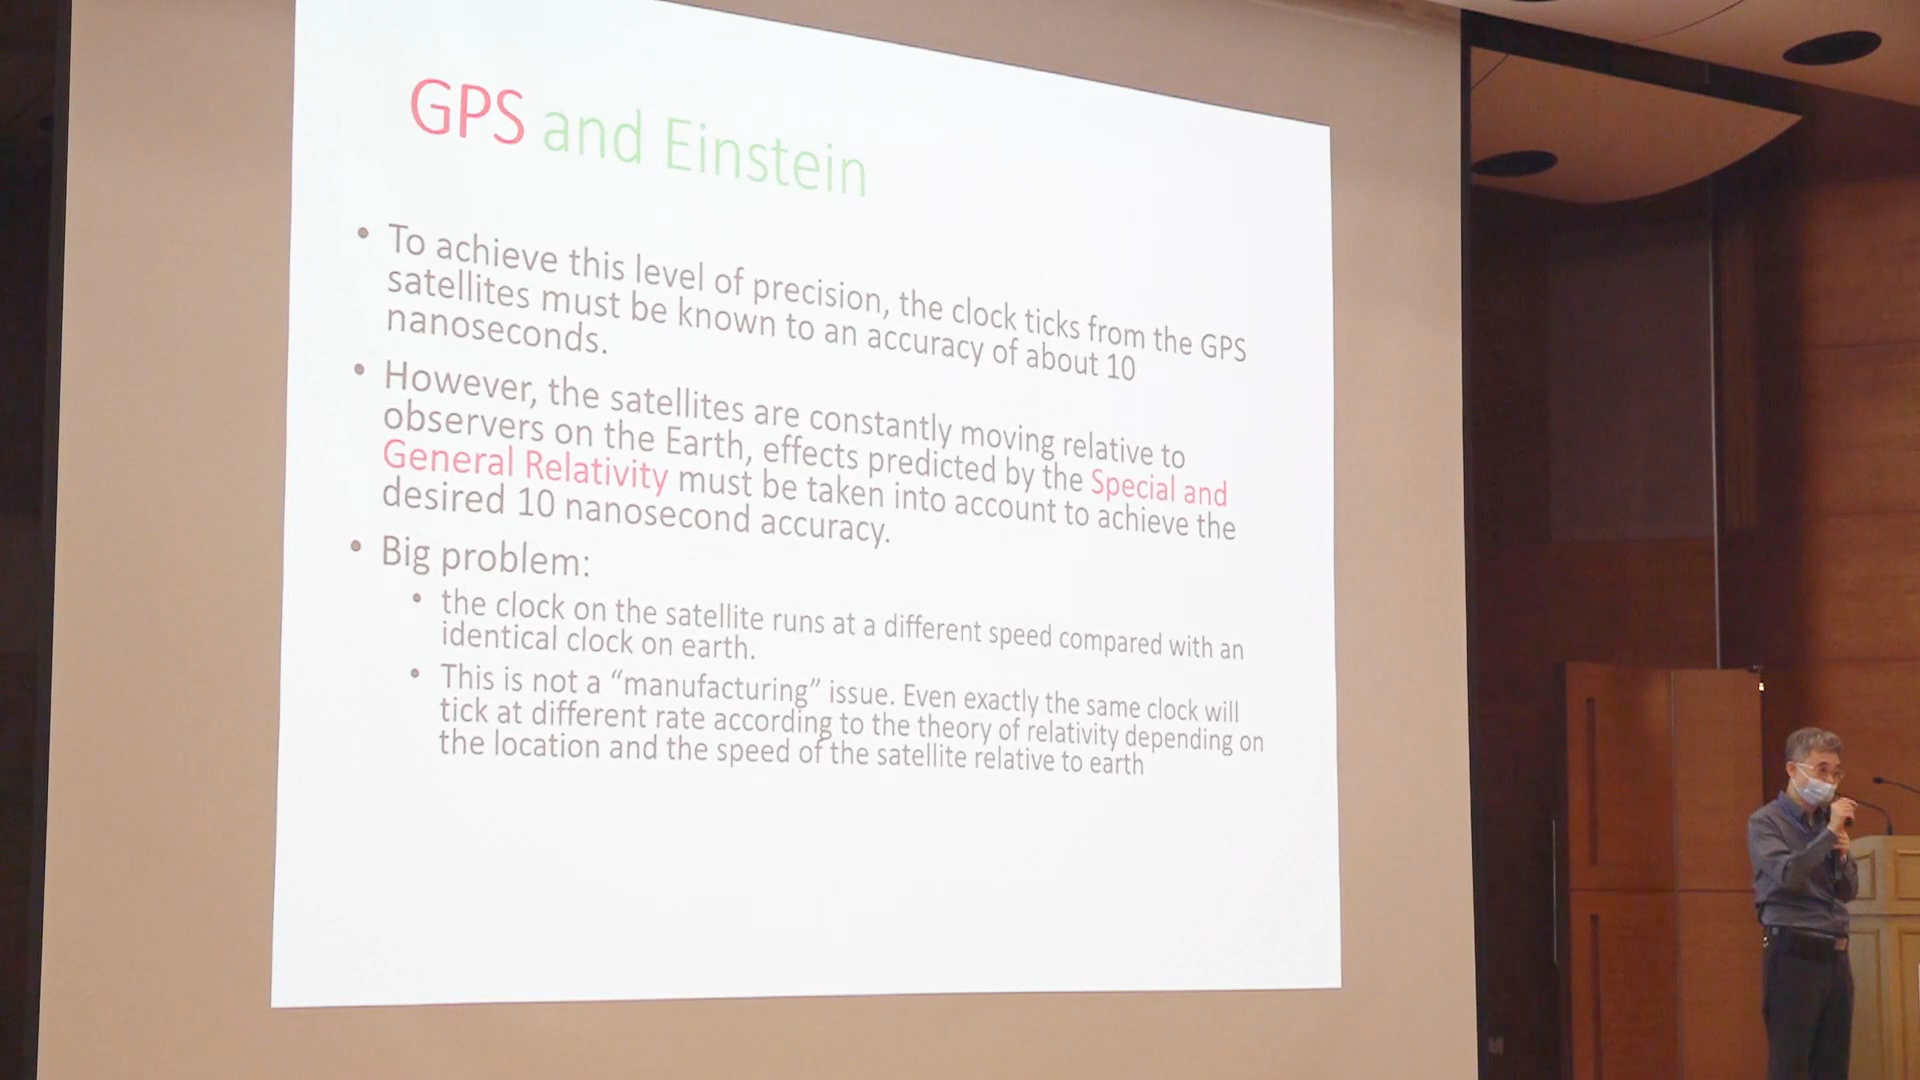 GPS and Einstein
• To achieve this level of precision, the clock ticks from the GPS
satellites must be known to an accuracy of about 10
nanoseconds.
• However, the satellites are constantly moving relative to
observers on the Earth, effects predicted by the Special and
General Relativity must be taken into account to achieve the
desired 10 nanosecond accuracy.
• Big problem:
• the clock on the satellite runs at a different speed compared with an
identical clock on earth.
• This is not a “manufacturing” issue. Even exactly the same clock will
tick at different rate according to the theory of relativity depending on
the location and the speed of the satellite relative to earth